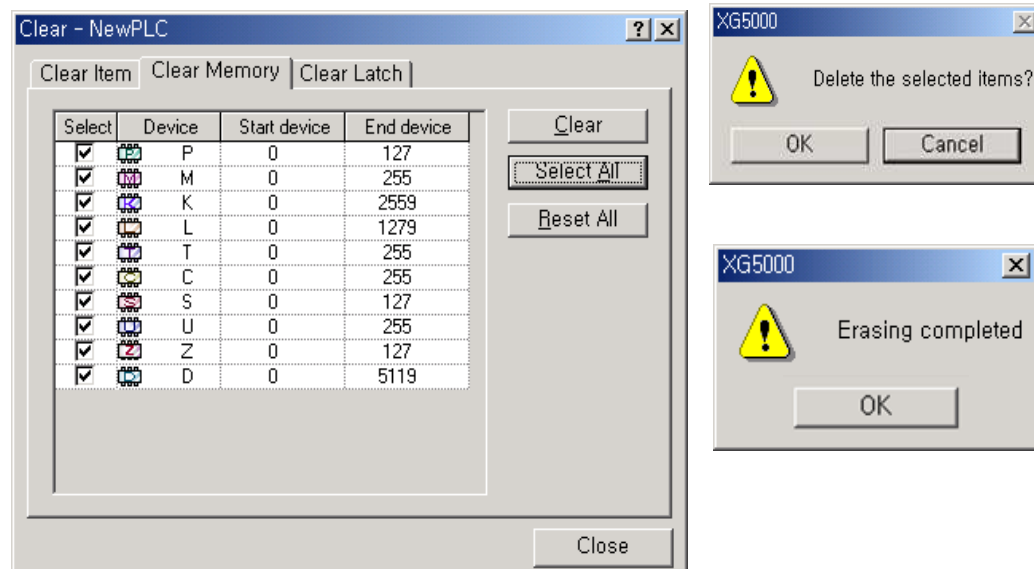 Clear - NewPLC
Clear Item Clear Memory Clear Latch
Select Device Start device End device
P 0 127
M 0 255
K 0 2559
L 0 1279
T 0 255
C 0 255
S 0 127
U 0 255
Z 0 127
D 0 5119
Clear
Select All
Reset All
Close
XG5000
Delete the selected items?
OK Cancel
XG5000
Erasing completed
OK